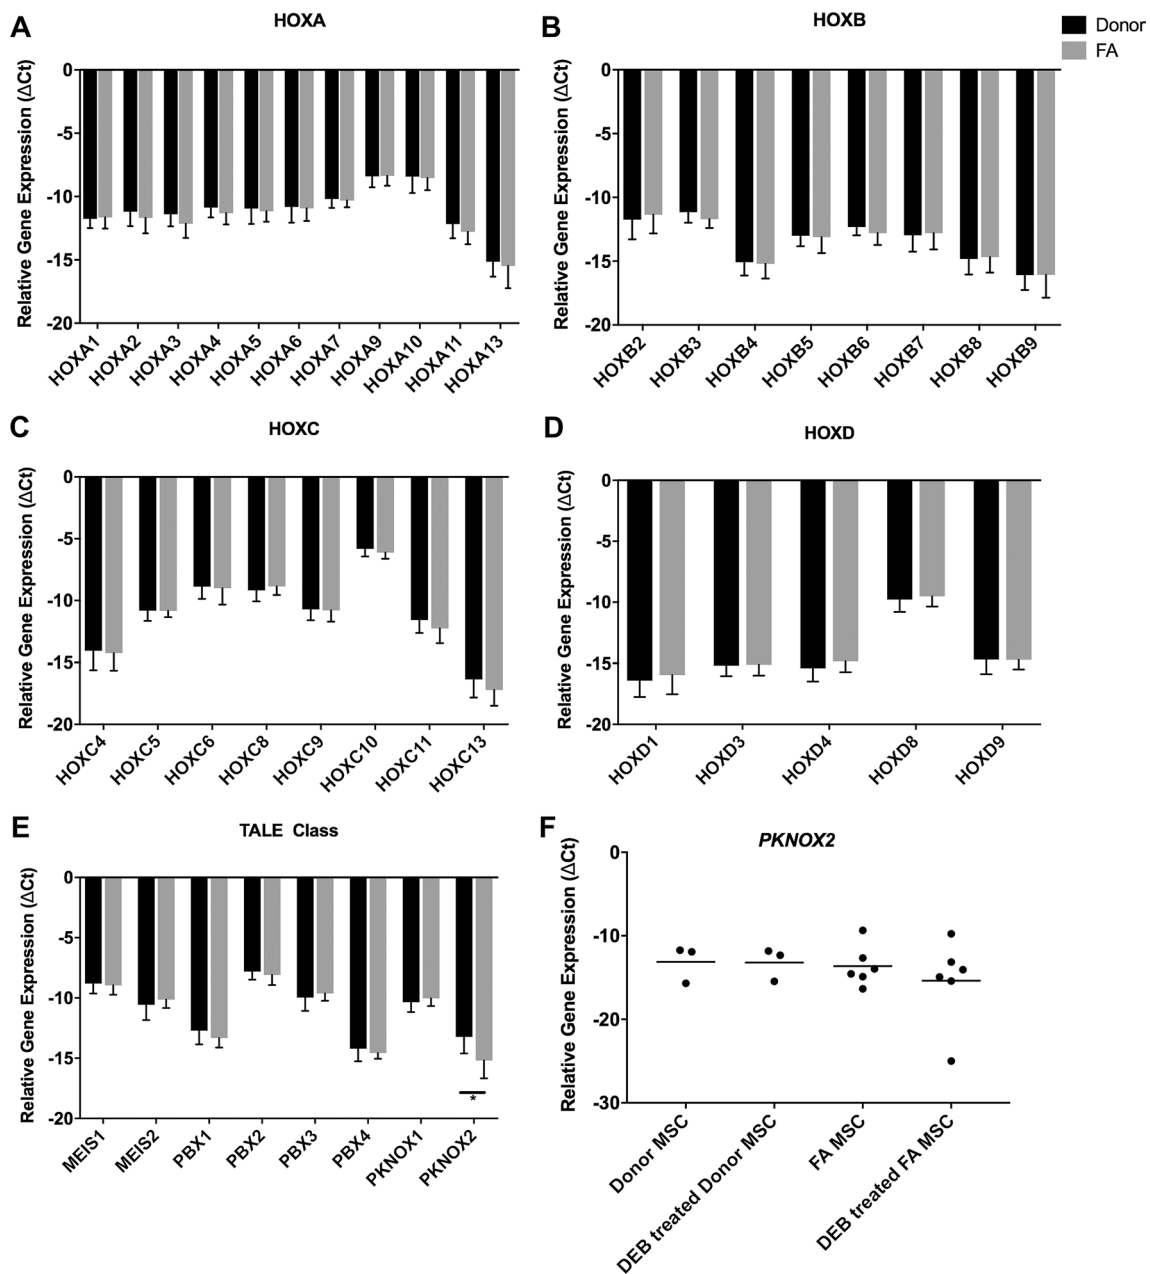 A
HOXA
Relative Gene Expression (ΔCt)
0
-5
-10
-15
-20
HOXA1
HOXA2
HOXA3
HOXA4
HOXA5
HOXA6
HOXA7
HOXA9
HOXA10
HOXA11
HOXA13
B
HOXB
Donor
FA
Relative Gene Expression (ΔCt)
0
-5
-10
-15
-20
HOXB2
HOXB3
HOXB4
HOXB5
HOXB6
HOXB7
HOXB8
HOXB9
C
HOXC
Relative Gene Expression (ΔCt)
0
-5
-10
-15
-20
HOXC4
HOXC5
HOXC6
HOXC8
HOXC9
HOXC10
HOXC11
HOXC13
D
HOXD
Relative Gene Expression (ΔCt)
0
-5
-10
-15
-20
HOXD1
HOXD3
HOXD4
HOXD8
HOXD9
E
TALE Class
Relative Gene Expression (ΔCt)
0
-5
-10
-15
-20
*
MEIS1
MEIS2
PBX1
PBX2
PBX3
PBX4
PKNOX1
PKNOX2
F
PKNOX2
Relative Gene Expression (ΔCt)
0
-10
-20
-30
Donor MSC
DEB treated Donor MSC
FA MSC
DEB treated FA MSC